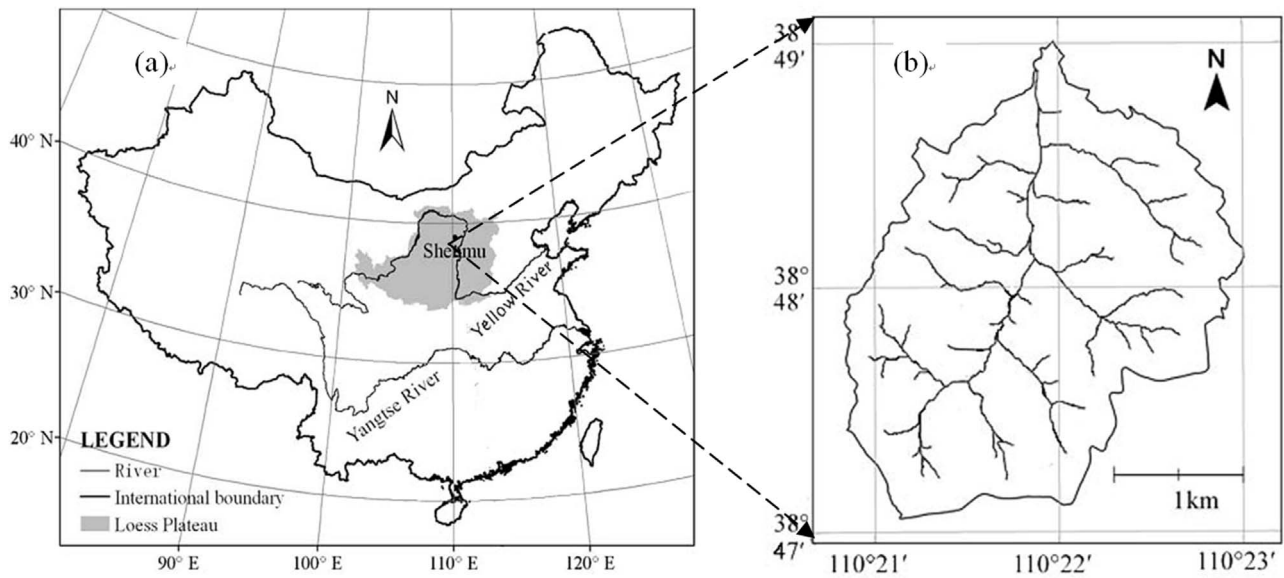 (a)
N
40° N
30° N
20° N
Shenmu
Yellow River
Yangtse River
LEGEND
River
International boundary
Loess Plateau
90° E
100° E
110° E
120° E
(b)
N
38°
49′
38°
48′
38°
47′
1km
110°21′
110°22′
110°23′